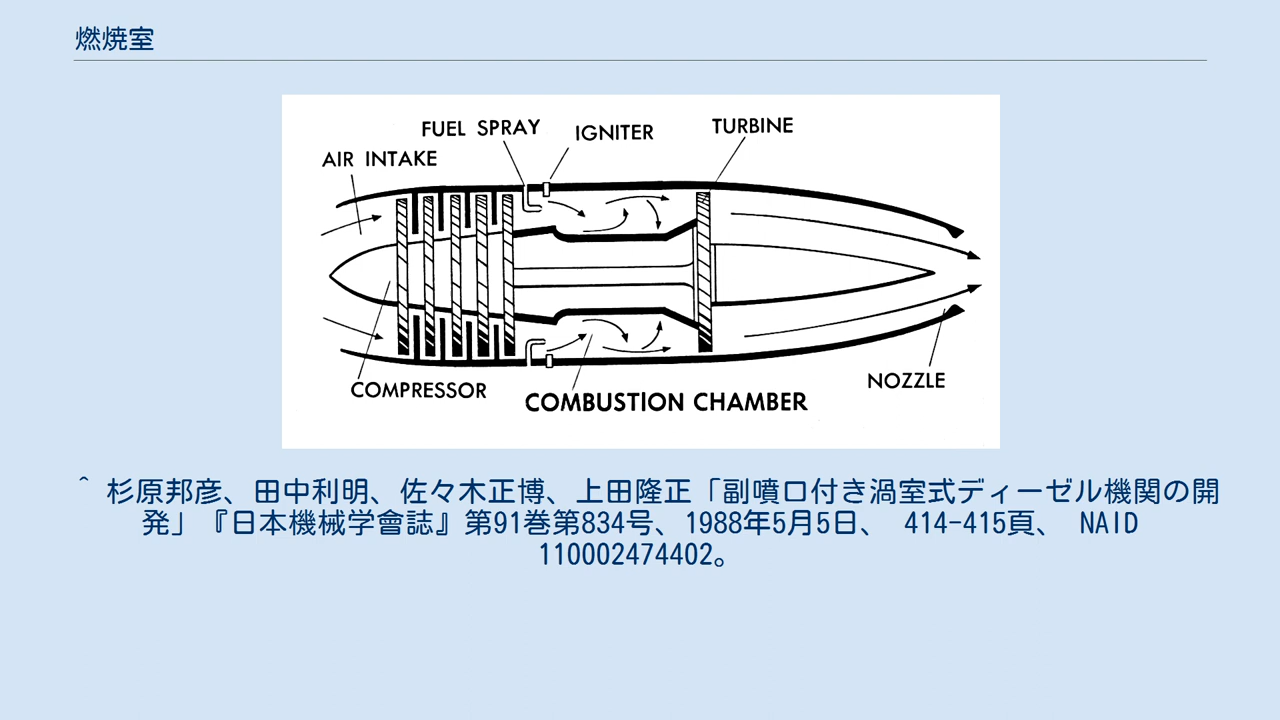 燃焼室
FUEL SPRAY
IGNITER
TURBINE
AIR INTAKE
COMPRESSOR
COMBUSTION CHAMBER
NOZZLE
^ 杉原邦彦、田中利明、佐々木正博、上田隆正「副噴口付き渦室式ディーゼル機関の開
発」『日本機械学會誌』第91巻第834号、1988年5月5日、 414-415頁、 NAID
110002474402。